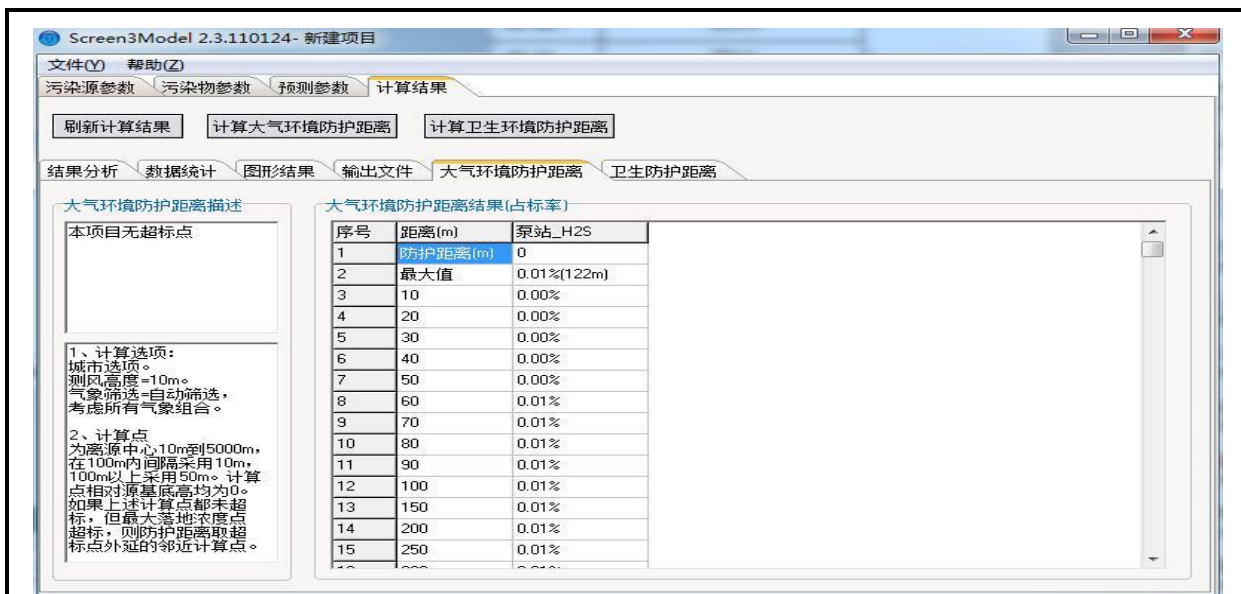 Screen3Model 2.3.110124- 新建项目
文件(Y) 帮助(Z)
污染源参数 污染物参数 预测参数 计算结果
刷新计算结果 计算大气环境防护距离 计算卫生环境防护距离
结果分析 数据统计 图形结果 输出文件 大气环境防护距离 卫生防护距离
大气环境防护距离描述
本项目无超标点
1、计算选项:
城市选项。
测风高度=10m。
气象筛选=自动筛选,
考虑所有气象组合。
2、计算点
为离源中心10m到5000m,
在100m内间隔采用10m,
100m以上采用50m。计算
点相对源基底高均为0。
如果上述计算点都未超
标,但最大落地浓度点
超标,则防护距离取超
标点外延的邻近计算点。
大气环境防护距离结果(占标率)
序号 距离(m) 泵站_H2S
1 防护距离(m) 0
2 最大值 0.01%(122m)
3 10 0.00%
4 20 0.00%
5 30 0.00%
6 40 0.00%
7 50 0.00%
8 60 0.01%
9 70 0.01%
10 80 0.01%
11 90 0.01%
12 100 0.01%
13 150 0.01%
14 200 0.01%
15 250 0.01%